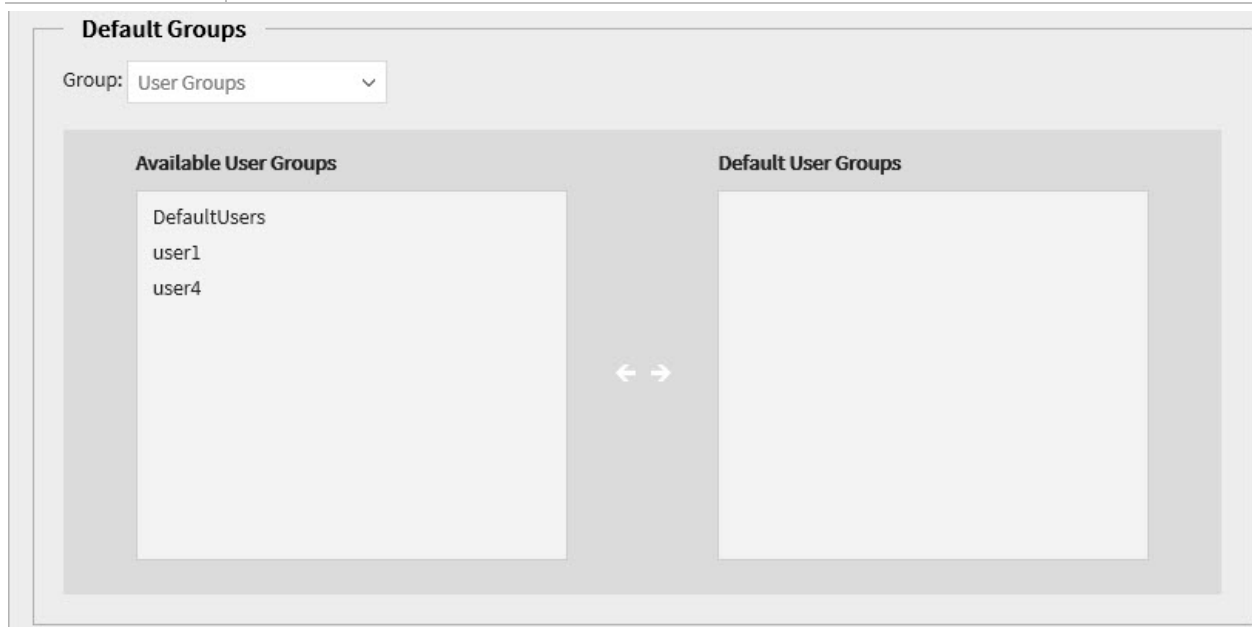 Default Groups
Group: User Groups
Available User Groups
Default User Groups
DefaultUsers
user1
user4